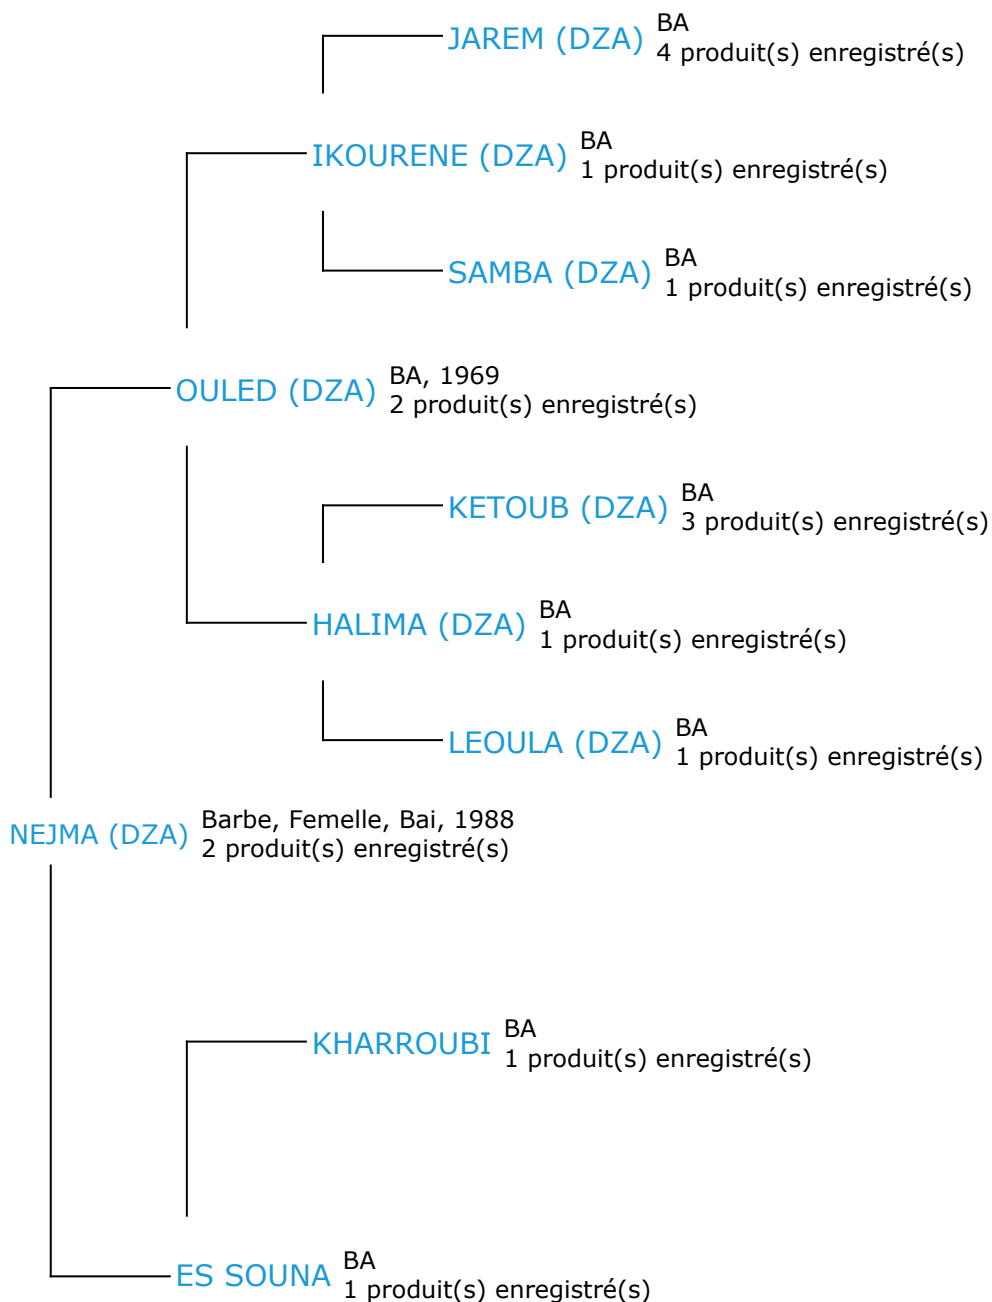 JAREM (DZA)
BA
4 produit(s) enregistré(s)
IKOURENE (DZA)
BA
1 produit(s) enregistré(s)
SAMBA (DZA)
BA
1 produit(s) enregistré(s)
OULED (DZA)
BA, 1969
2 produit(s) enregistré(s)
KETOUB (DZA)
BA
3 produit(s) enregistré(s)
HALIMA (DZA)
BA
1 produit(s) enregistré(s)
LEOULA (DZA)
BA
1 produit(s) enregistré(s)
NEJMA (DZA)
Barbe, Femelle, Bai, 1988
2 produit(s) enregistré(s)
KHARROUBI
BA
1 produit(s) enregistré(s)
ES SOUNA
BA
1 produit(s) enregistré(s)